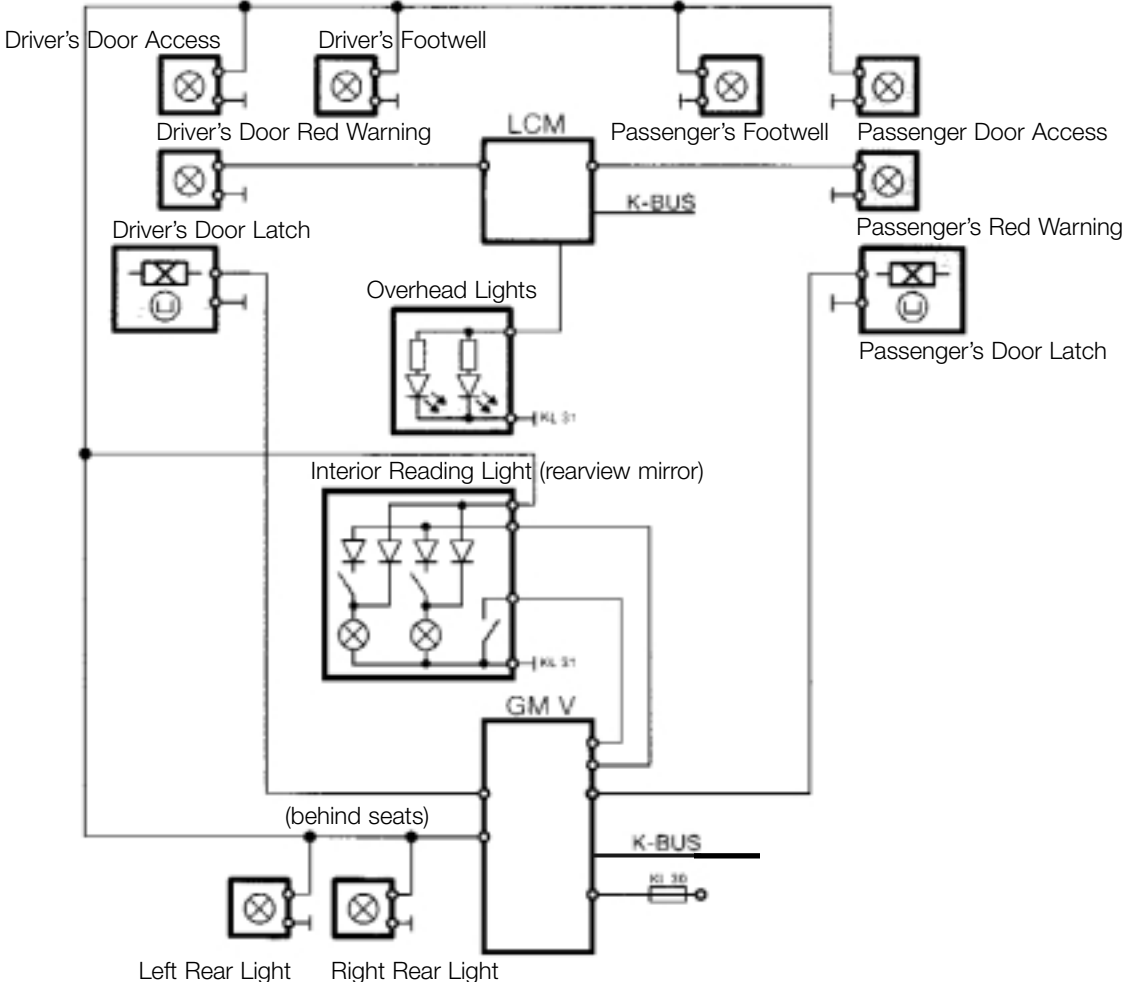 Driver's Door Access
Driver's Footwell
Driver's Door Red Warning
LCM
Passenger's Footwell
Passenger Door Access
K-BUS
Driver's Door Latch
Passenger's Red Warning
Overhead Lights
Passenger's Door Latch
KL 31
Interior Reading Light (rearview mirror)
KL 31
GM V
(behind seats)
K-BUS
KL 30
Left Rear Light
Right Rear Light